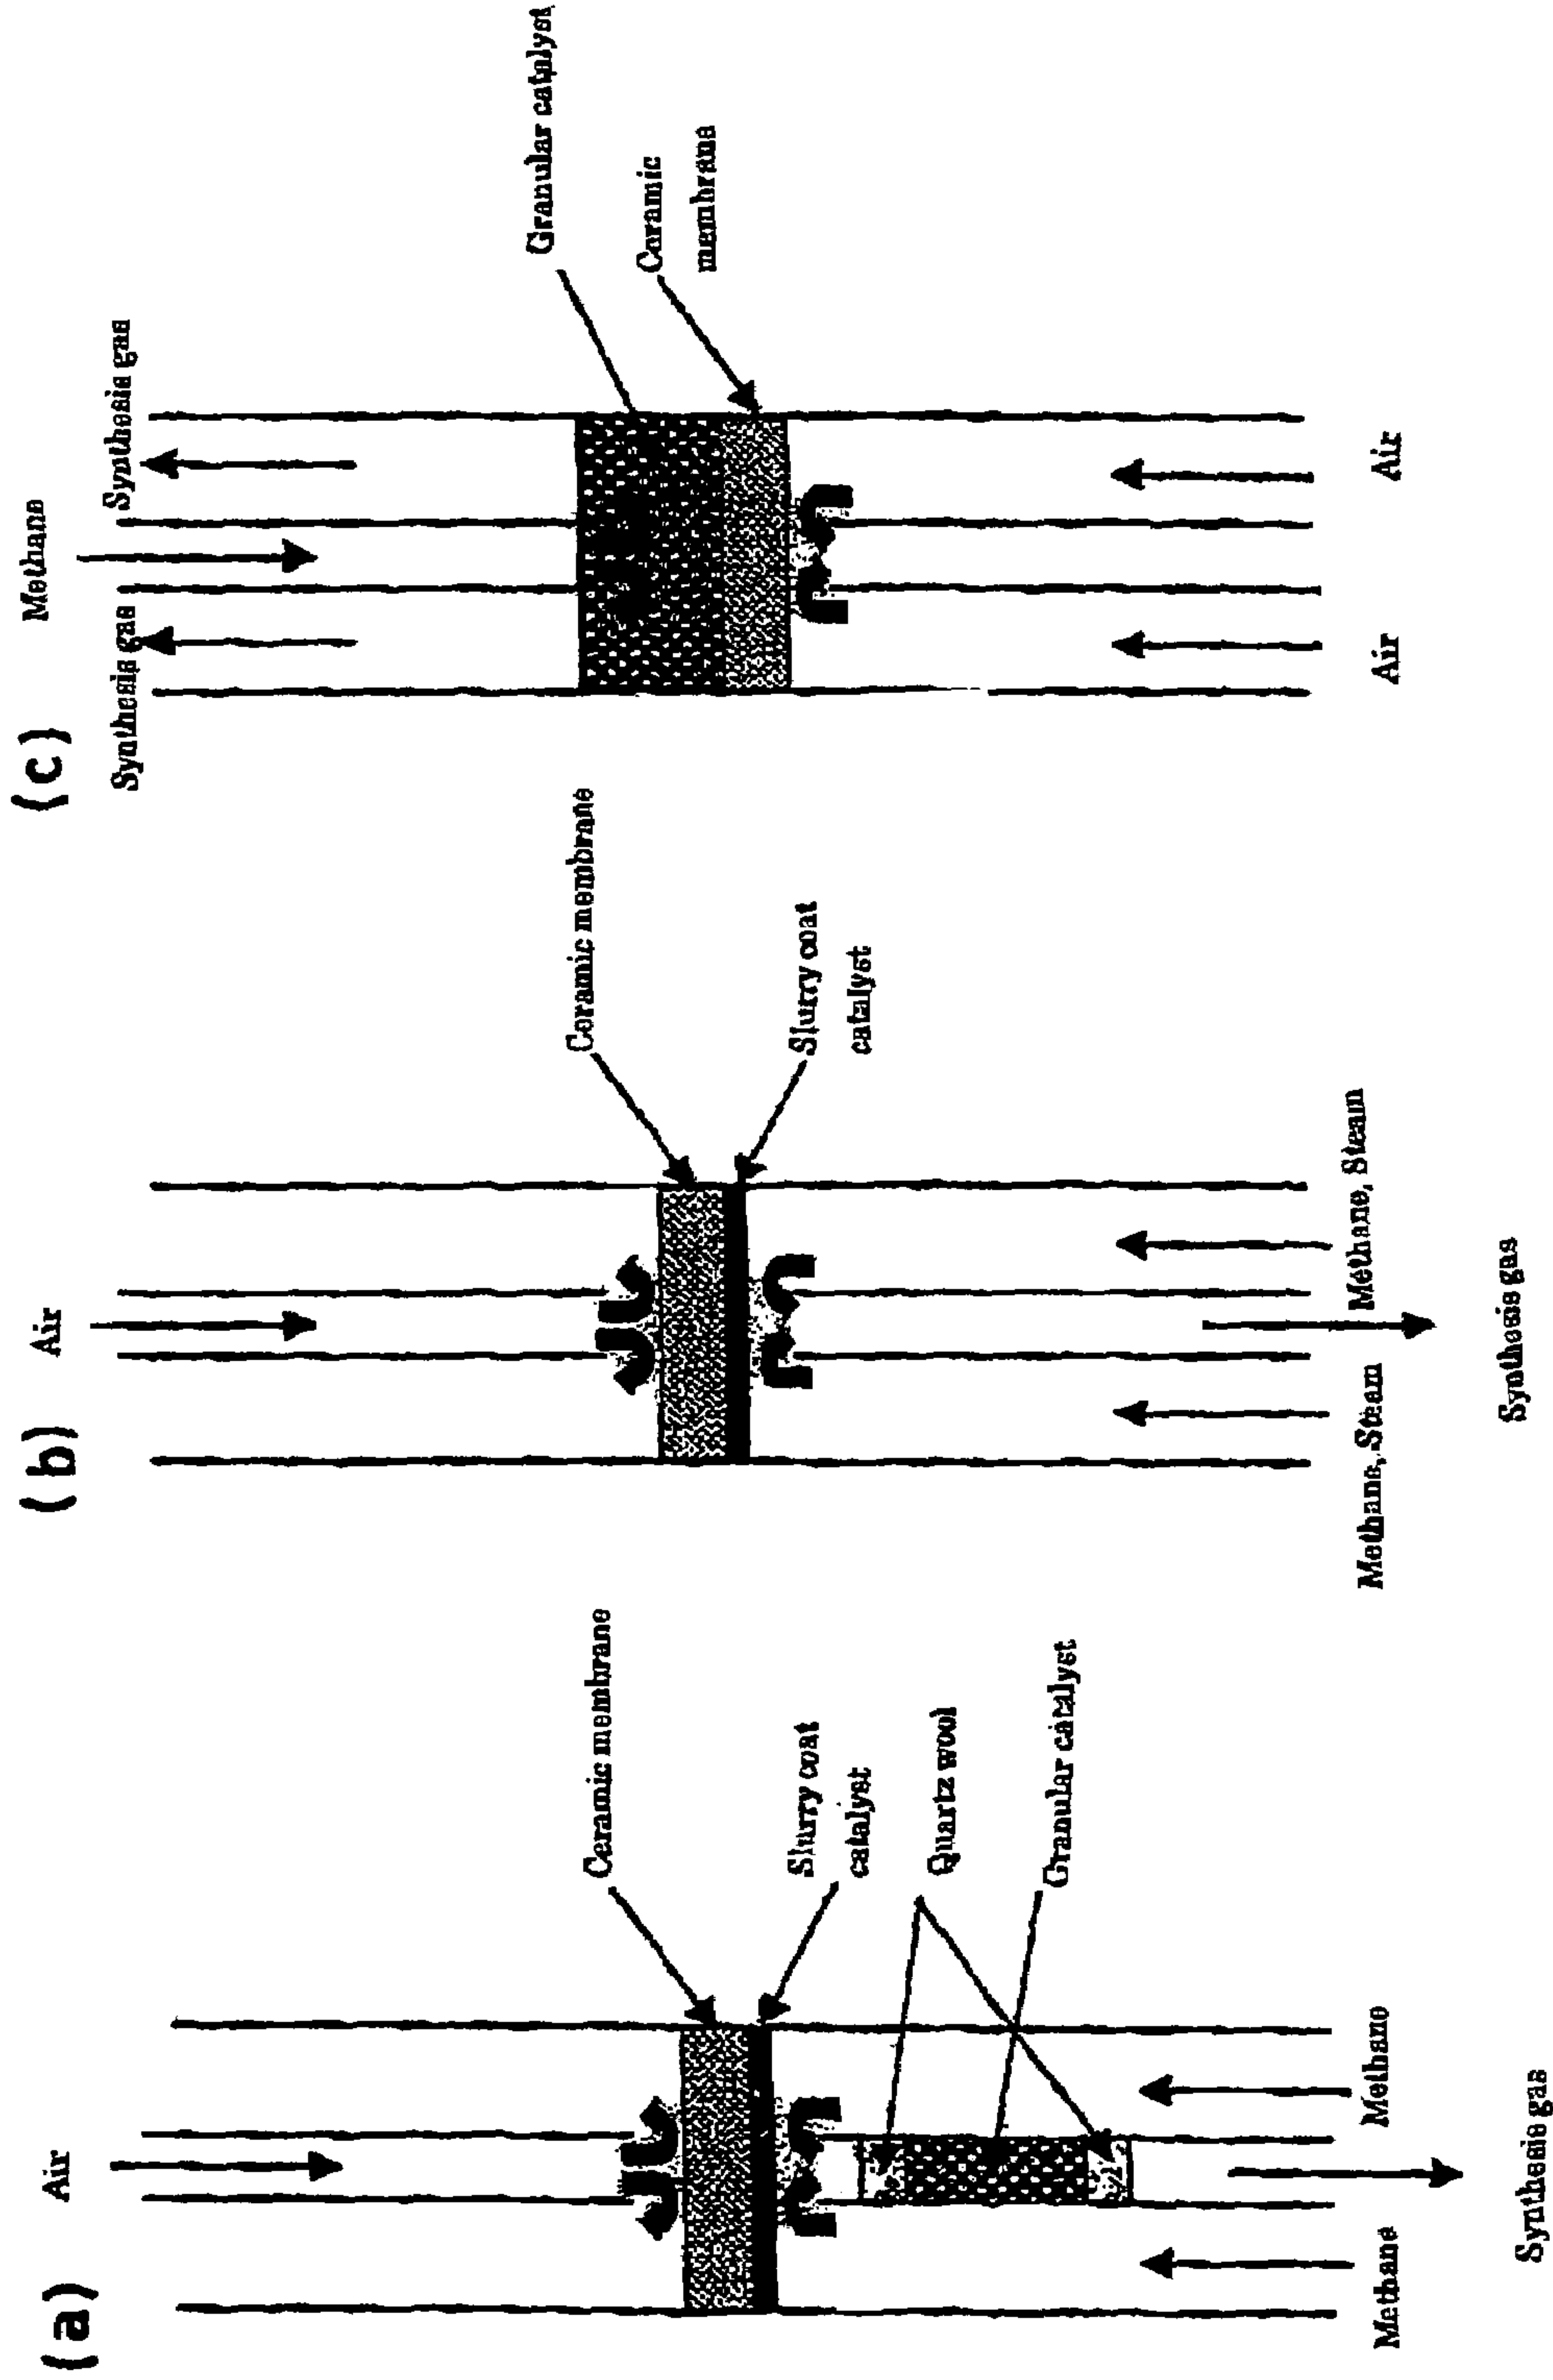 (a)
Air
Ceramic membrane
Slurry coat
catalyst
Quartz wool
Granular catalyst
Methane
Methane
Synthesis gas
(b)
Air
Ceramic membrane
Slurry coat
catalyst
Methane, Steam
Methane, Steam
Synthesis gas
(c)
Methane
Synthesis gas
Synthesis gas
Granular catalyst
Ceramic
membrane
Air
Air